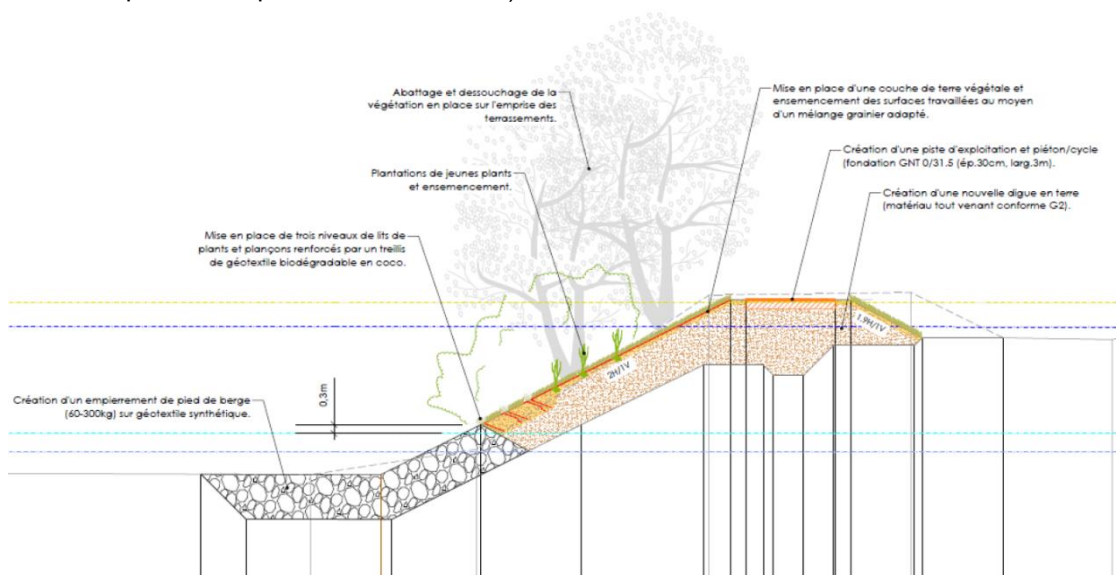 Abattage et dessouchage de la
végétation en place sur l'emprise des
terrassements.
Mise en place d'une couche de terre végétale et
ensemencement des surfaces travaillées au moyen
d'un mélange grainier adapté.
Plantations de jeunes plants
et ensemencement.
Création d'une piste d'exploitation et piéton/cycle
(fondation GNT 0/31.5 (ép.30cm, larg.3m).
Création d'une nouvelle digue en terre
(matériau tout venant conforme G2).
Mise en place de trois niveaux de lits de
plants et plançons renforcés par un treillis
de géotextile biodégradable en coco.
1.9H/1V
2H/1V
0,3m
Création d'un empierrement de pied de berge
(60-300kg) sur géotextile synthétique.